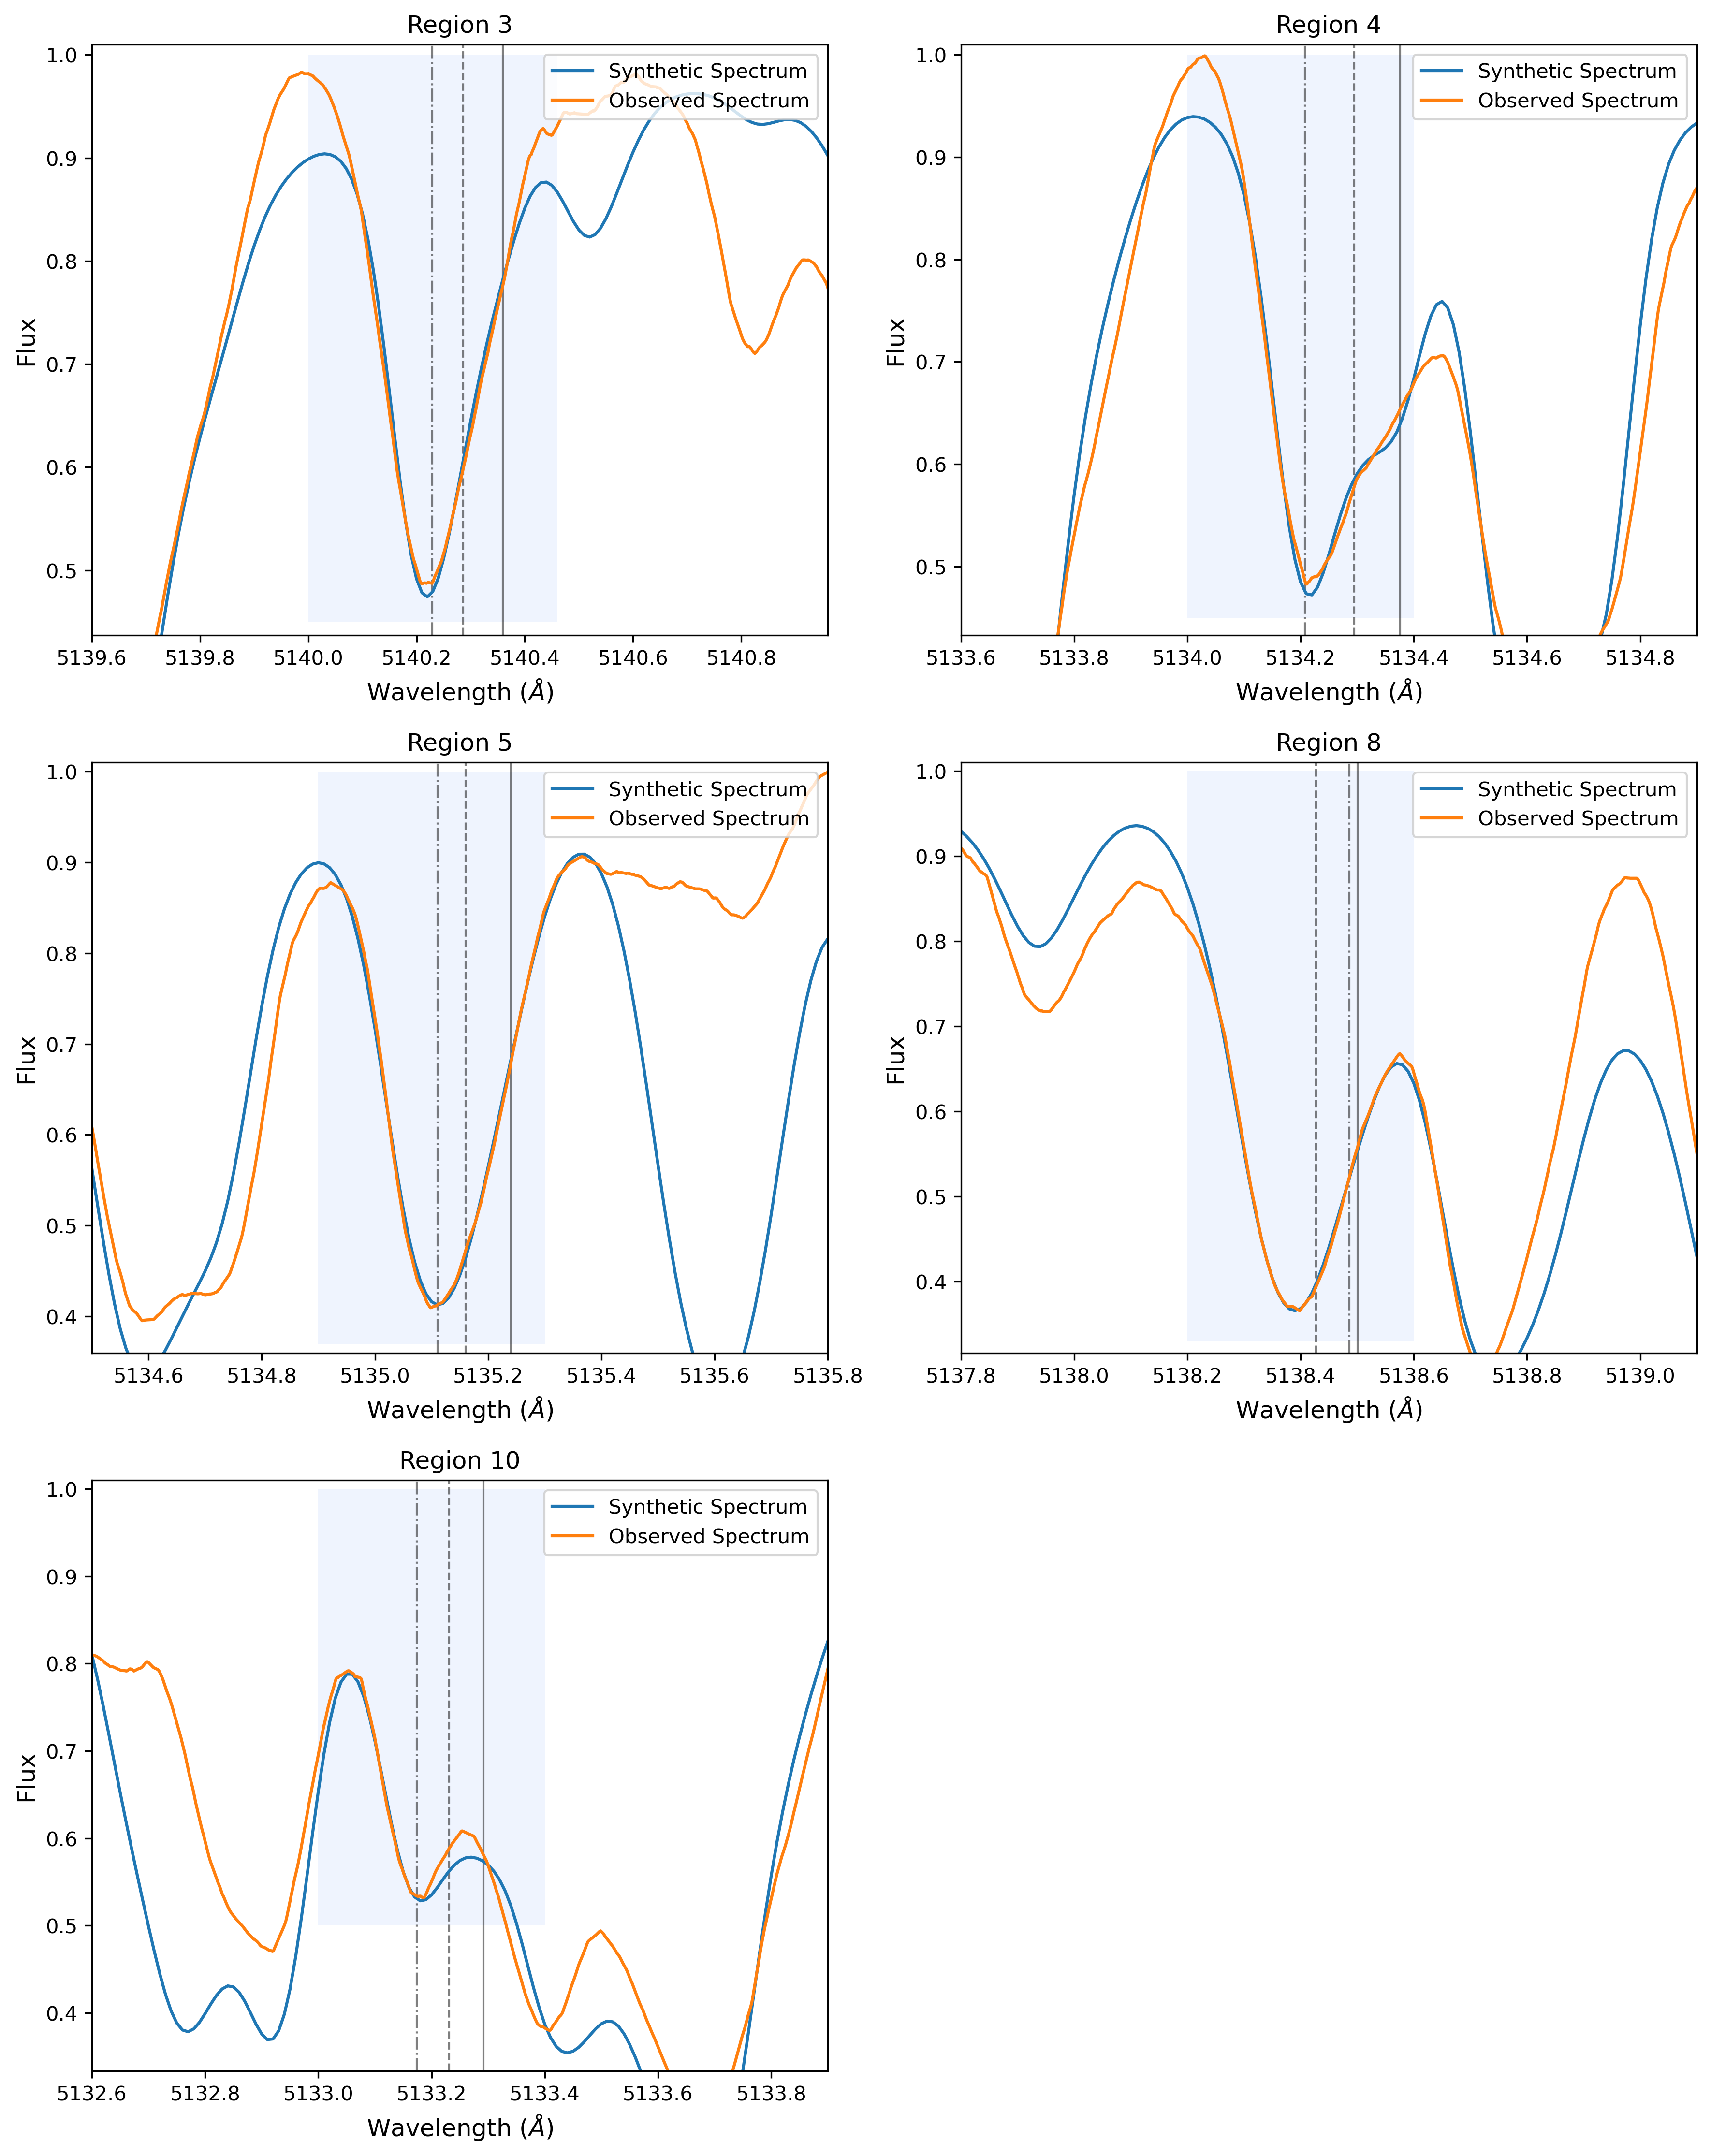 Region 3
Flux
1.0
0.9
0.8
0.7
0.6
0.5
Synthetic Spectrum
Observed Spectrum
5139.6 5139.8 5140.0 5140.2 5140.4 5140.6 5140.8
Wavelength (Å)
Region 4
Flux
1.0
0.9
0.8
0.7
0.6
0.5
Synthetic Spectrum
Observed Spectrum
5133.6 5133.8 5134.0 5134.2 5134.4 5134.6 5134.8
Wavelength (Å)
Region 5
Flux
1.0
0.9
0.8
0.7
0.6
0.5
0.4
Synthetic Spectrum
Observed Spectrum
5134.6 5134.8 5135.0 5135.2 5135.4 5135.6 5135.8
Wavelength (Å)
Region 8
Flux
1.0
0.9
0.8
0.7
0.6
0.5
0.4
Synthetic Spectrum
Observed Spectrum
5137.8 5138.0 5138.2 5138.4 5138.6 5138.8 5139.0
Wavelength (Å)
Region 10
Flux
1.0
0.9
0.8
0.7
0.6
0.5
0.4
Synthetic Spectrum
Observed Spectrum
5132.6 5132.8 5133.0 5133.2 5133.4 5133.6 5133.8
Wavelength (Å)